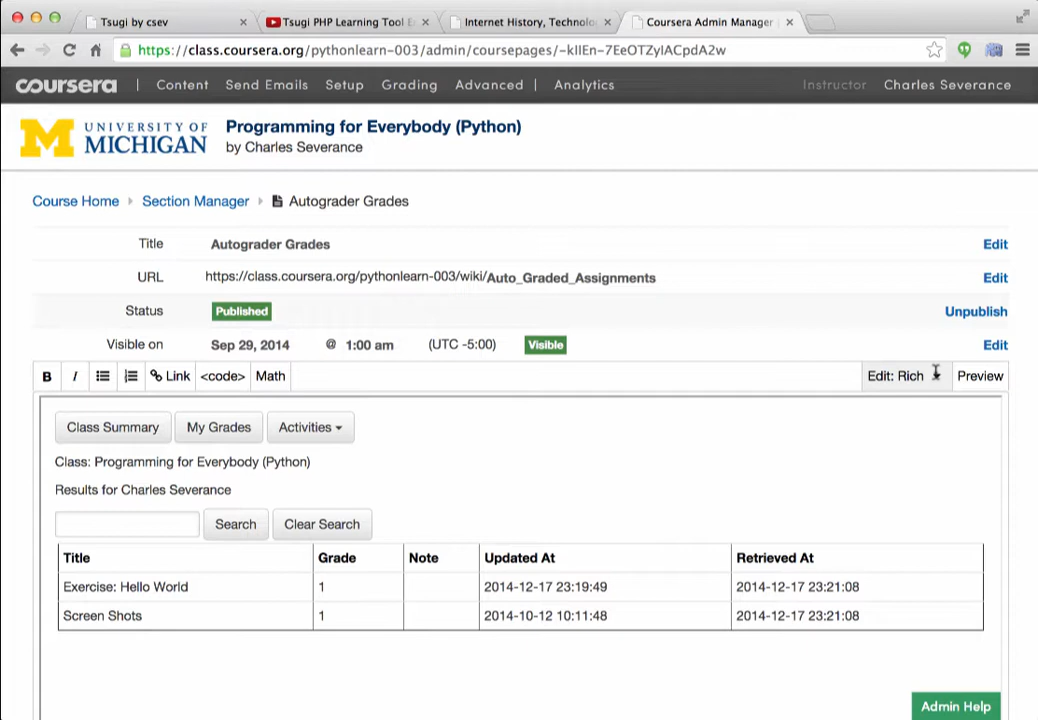 Tsugi by csev
Tsugi PHP Learning Tool E
Internet History, Technolo
Coursera Admin Manager
https://class.coursera.org/pythonlearn-003/admin/coursepages/-kllEn-7EeOTZylACpdA2w
coursera | Content Send Emails Setup Grading Advanced | Analytics Instructor Charles Severance
M UNIVERSITY OF MICHIGAN
Programming for Everybody (Python)
by Charles Severance
Course Home Section Manager Autograder Grades
Title Autograder Grades Edit
URL https://class.coursera.org/pythonlearn-003/wiki/Auto_Graded_Assignments Edit
Status Published Unpublish
Visible on Sep 29, 2014 @ 1:00 am (UTC -5:00) Visible Edit
B I Link <code> Math Edit: Rich Preview
Class Summary My Grades Activities
Class: Programming for Everybody (Python)
Results for Charles Severance
Search Clear Search
Title Grade Note Updated At Retrieved At
Exercise: Hello World 1 2014-12-17 23:19:49 2014-12-17 23:21:08
Screen Shots 1 2014-10-12 10:11:48 2014-12-17 23:21:08
Admin Help